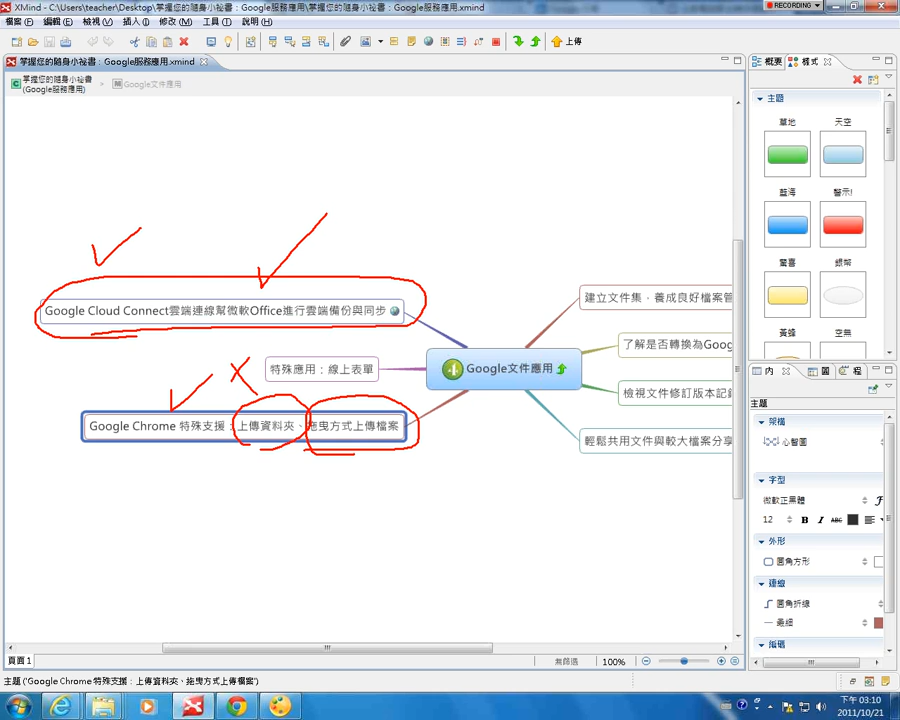 XMind - C:\Users\teacher\Desktop\掌握您的隨身小祕書：Google服務應用\掌握您的隨身小祕書：Google服務應用.xmind
RECORDING
檔案(F) 編輯(E) 檢視(V) 插入(I) 修改(M) 工具(T) 說明(H)
上傳
掌握您的隨身小祕書：Google服務應用.xmind
掌握您的隨身小祕書
(Google服務應用)
Google文件應用
Google Cloud Connect雲端連線幫微軟Office進行雲端備份與同步
特殊應用：線上表單
Google Chrome 特殊支援：上傳資料夾、拖曳方式上傳檔案
4
Google文件應用
建立文件集，養成良好檔案管
了解是否轉換為Goog
檢視文件修訂版本記錄
輕鬆共用文件與較大檔案分享
概要
樣式
主題
草地
天空
藍海
警示!
驚喜
銀幣
黃蜂
空無
內
圖
程
主題
架構
心智圖
字型
微軟正黑體
12
B I ABC
外形
圓角方形
連線
圓角折線
最細
編碼
頁面 1
無篩選
100%
主題 ('Google Chrome 特殊支援：上傳資料夾、拖曳方式上傳檔案')
下午 03:10
2011/10/21